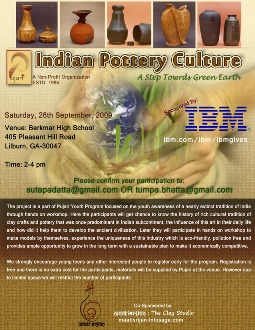 Indian Pottery Culture
A Non-Profit Organization
ESTD. 1986
A Step Towards Green Earth
Saturday, 26th September, 2009
Sponsored by:
IBM
ibm.com/ibm/ibmgives
Venue: Berkmar High School
405 Pleasant Hill Road
Lilburn, GA-30047
Time: 2-4 pm
Please confirm your participation to:
sutapadatta@gmail.com OR tumpa.bhatta@gmail.com
The project is a part of Pujari Youth Program focused on the youth awareness of a nearly extinct tradition of India
through hands on workshop. Here the participants will get chance to know the history of rich cultural tradition of
clay crafts and pottery that was once predominant in Indian subcontinent, the influence of this art in their daily life
and how did it help them to develop the ancient civilization. Later they will participate in hands on workshop to
make models by themselves, experience the uniqueness of this industry which is eco-friendly, pollution free and
provides ample opportunity to grow in the long term with a sustainable plan to make it economically competitive.
We strongly encourage young teens and other interested people to register early for the program. Registration is
free and there is no extra cost for the participants, materials will be supplied by Pujari at the venue. However due
to limited space we will restrict the number of participants.
Co-Sponsored by :
The Clay Studio
maatisrijan.infosage.com